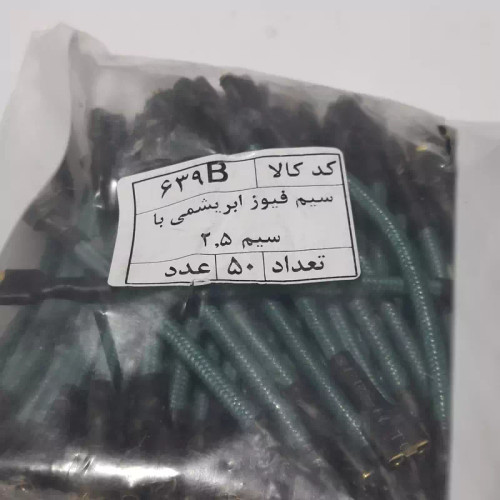 کد کالا ۶۳۹B
سیم فیوز ابریشمی با
سیم ۲.۵
تعداد ۵۰ عدد